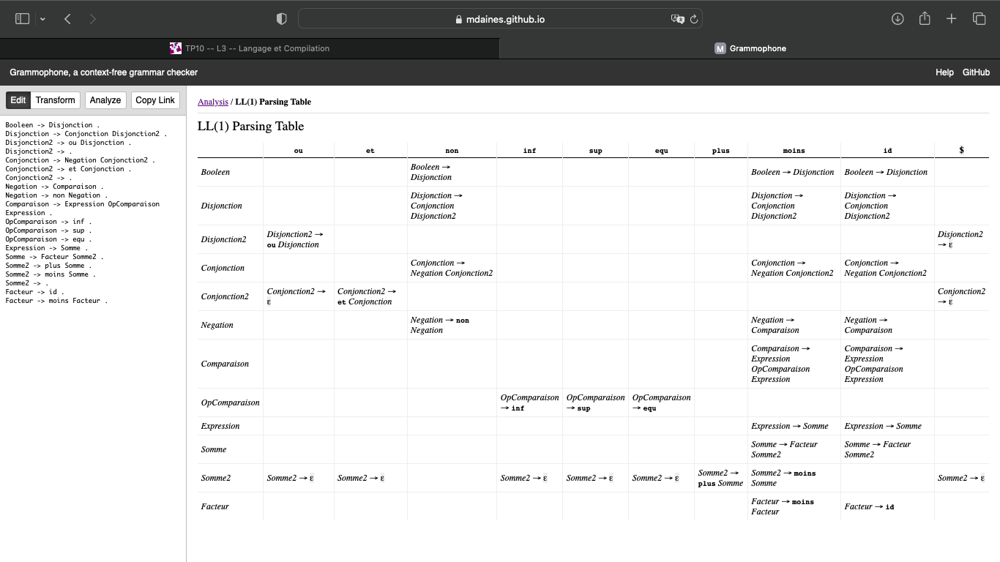 mdaines.github.io
TP10 -- L3 -- Langage et Compilation
M Grammophone
Grammophone, a context-free grammar checker
Help GitHub
Edit Transform Analyze Copy Link
Booleen -> Disjonction .
Disjonction -> Conjonction Disjonction2 .
Disjonction2 -> ou Disjonction .
Disjonction2 -> .
Conjonction -> Negation Conjonction2 .
Conjonction2 -> et Conjonction .
Conjonction2 -> .
Negation -> Comparaison .
Negation -> non Negation .
Comparaison -> Expression OpComparaison
Expression .
OpComparaison -> inf .
OpComparaison -> sup .
OpComparaison -> equ .
Expression -> Somme .
Somme -> Facteur Somme2 .
Somme2 -> plus Somme .
Somme2 -> moins Somme .
Somme2 -> .
Facteur -> id .
Facteur -> moins Facteur .
Analysis / LL(1) Parsing Table
LL(1) Parsing Table
ou et non inf sup equ plus moins id $
Booleen
Booleen →
Disjonction
Booleen → Disjonction
Booleen → Disjonction
Disjonction
Disjonction →
Conjonction
Disjonction2
Disjonction →
Conjonction
Disjonction2
Disjonction →
Conjonction
Disjonction2
Disjonction2
Disjonction2 →
ou Disjonction
Disjonction2
→ ε
Conjonction
Conjonction →
Negation Conjonction2
Conjonction →
Negation Conjonction2
Conjonction →
Negation Conjonction2
Conjonction2
Conjonction2 →
ε
Conjonction2 →
et Conjonction
Conjonction2
→ ε
Negation
Negation → non
Negation
Negation →
Comparaison
Negation →
Comparaison
Comparaison
Comparaison →
Expression
OpComparaison
Expression
Comparaison →
Expression
OpComparaison
Expression
OpComparaison
OpComparaison
→ inf
OpComparaison
→ sup
OpComparaison
→ equ
Expression
Expression → Somme
Expression → Somme
Somme
Somme → Facteur
Somme2
Somme → Facteur
Somme2
Somme2
Somme2 → ε
Somme2 → ε
Somme2 → ε
Somme2 → ε
Somme2 → ε
Somme2 →
plus Somme
Somme2 → moins
Somme
Somme2 → ε
Facteur
Facteur → moins
Facteur
Facteur → id